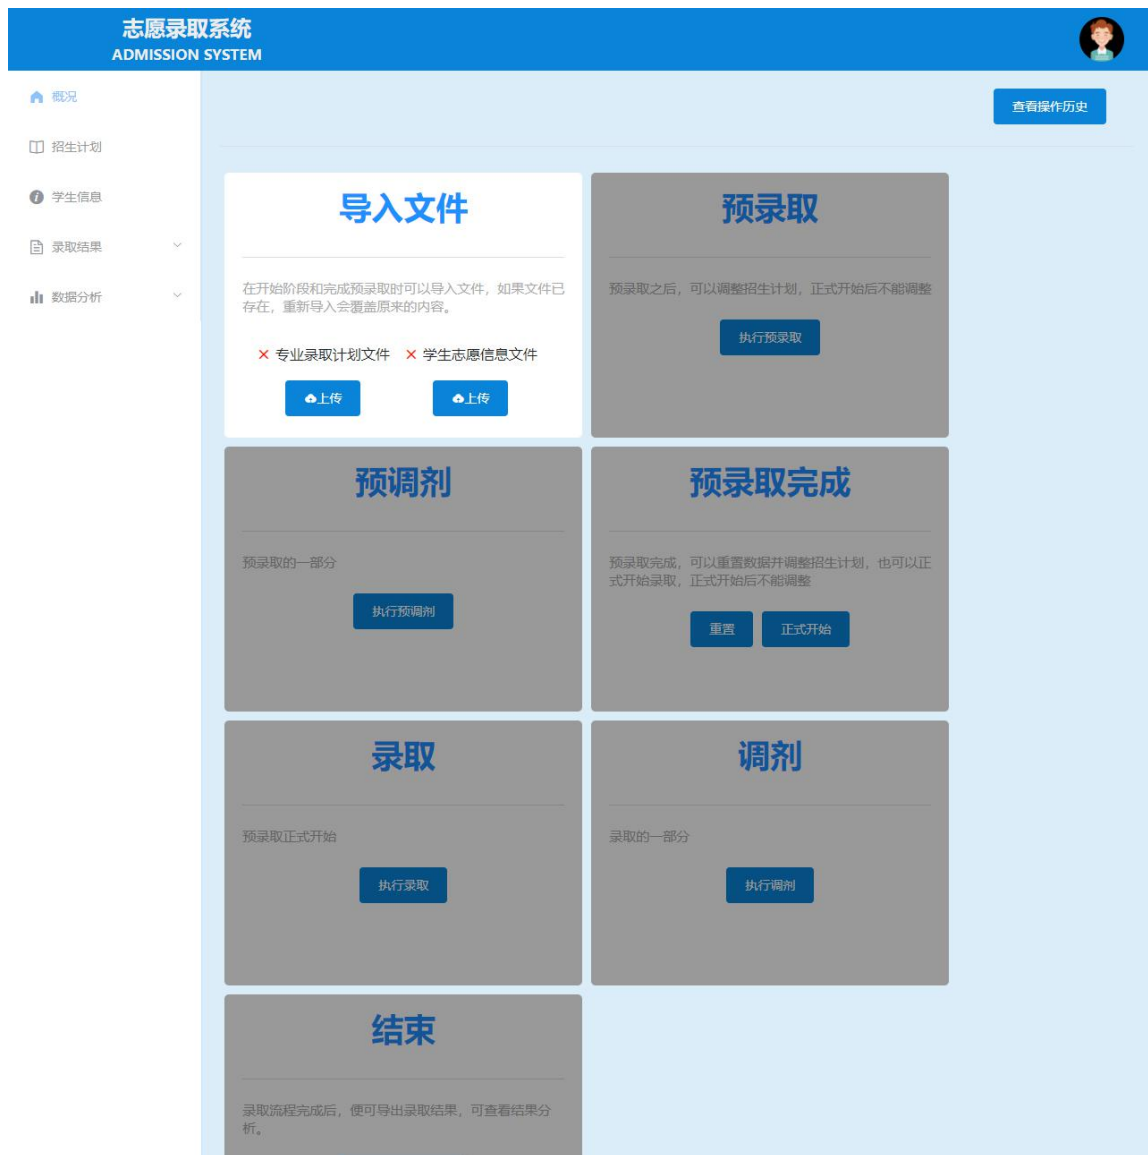 志愿录取系统
ADMISSION SYSTEM
概况
招生计划
学生信息
录取结果
数据分析
查看操作历史
导入文件
在开始阶段和完成预录取时可以导入文件，如果文件已
存在，重新导入会覆盖原来的内容。
× 专业录取计划文件 × 学生志愿信息文件
上传 上传
预录取
预录取之后，可以调整招生计划，正式开始后不能调整
执行预录取
预调剂
预录取的一部分
执行预调剂
预录取完成
预录取完成，可以重置数据并调整招生计划，也可以正
式开始录取，正式开始后不能调整
重置 正式开始
录取
预录取正式开始
执行录取
调剂
录取的一部分
执行调剂
结束
录取流程完成后，便可导出录取结果，可查看结果分
析。